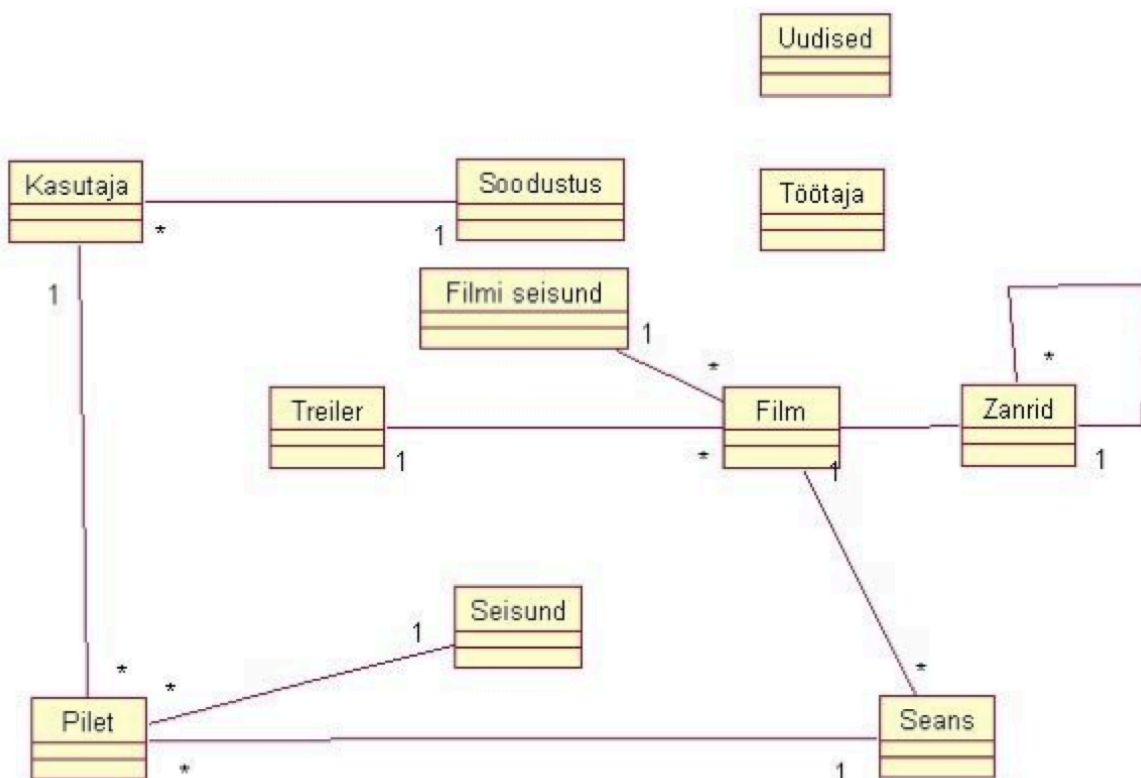 Uudised
Kasutaja
Soodustus
Töötaja
*
1
1
Filmi seisund
1
*
*
Treiler
Film
Zanrid
1
*
1
1
Seisund
1
*
*
*
Pilet
Seans
*
1